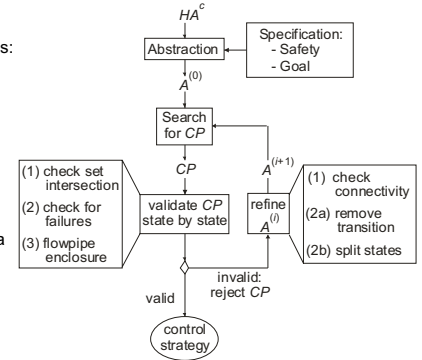 HA^c
Specification:
- Safety
- Goal
Abstraction
s:
A^(0)
Search
for CP
CP
A^(i+1)
(1) check set
intersection
(2) check for
failures
(3) flowpipe
enclosure
validate CP
state by state
refine
A^(i)
(1) check
connectivity
(2a) remove
transition
(2b) split states
a
invalid:
reject CP
valid
control
strategy